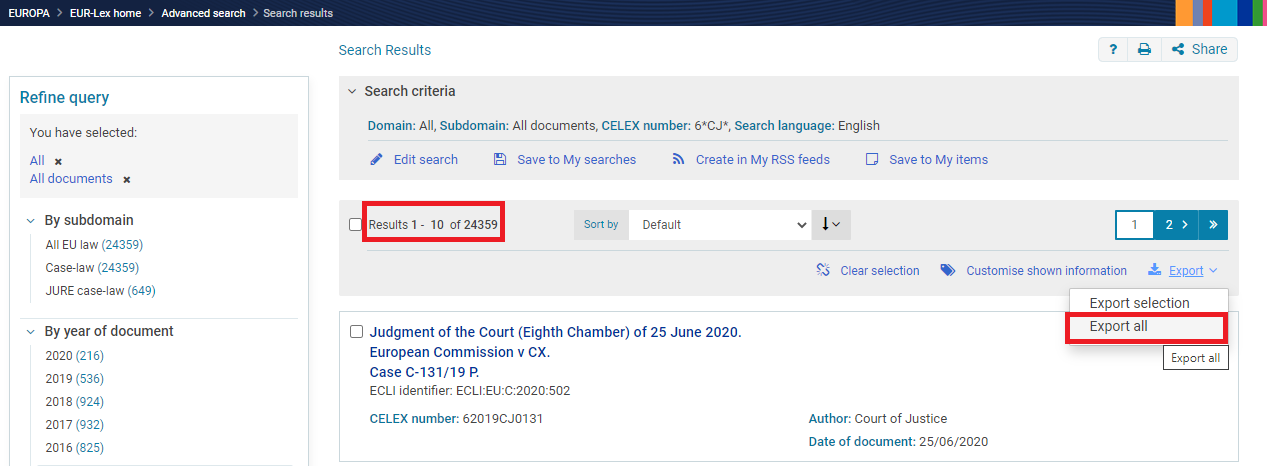 EUROPA > EUR-Lex home > Advanced search > Search results
Search Results
? Share
Refine query
You have selected:
All ×
All documents ×
By subdomain
All EU law (24359)
Case-law (24359)
JURE case-law (649)
By year of document
2020 (216)
2019 (536)
2018 (924)
2017 (932)
2016 (825)
Search criteria
Domain: All, Subdomain: All documents, CELEX number: 6*CJ*, Search language: English
Edit search Save to My searches Create in My RSS feeds Save to My items
Results 1 - 10 of 24359 Sort by Default 1 2 > »
Clear selection Customise shown information Export
Export selection
Export all
Export all
Judgment of the Court (Eighth Chamber) of 25 June 2020.
European Commission v CX.
Case C-131/19 P.
ECLI identifier: ECLI:EU:C:2020:502
CELEX number: 62019CJ0131 Author: Court of Justice
Date of document: 25/06/2020